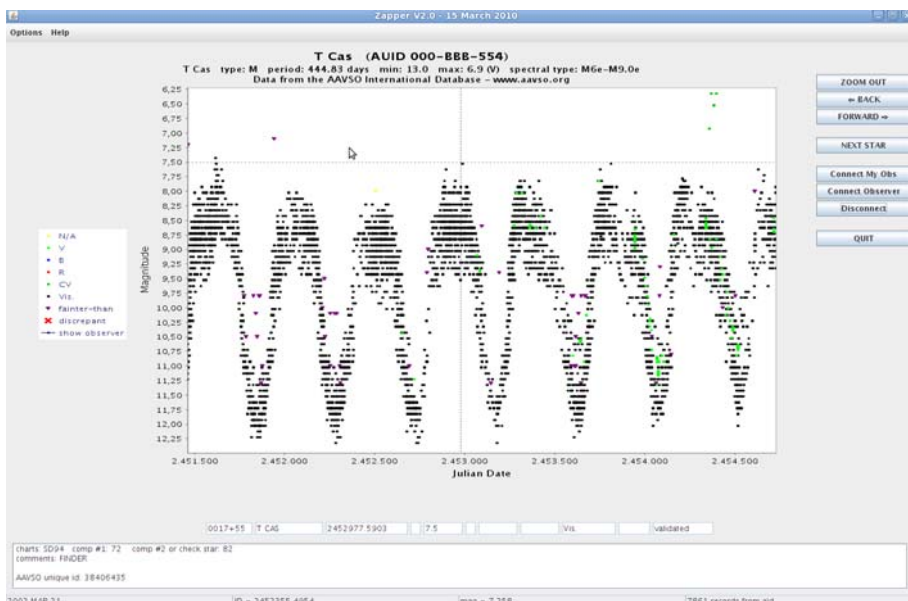 Zapper V2.0 - 15 March 2010
Options Help
T Cas (AUID 000-BBB-554)
T Cas type: M period: 444.83 days min: 13.0 max: 6.9 (V) spectral type: M6e-M9.0e
Data from the AAVSO International Database - www.aavso.org
6,25
6,50
6,75
7,00
7,25
7,50
7,75
8,00
8,25
8,50
8,75
9,00
9,25
9,50
9,75
10,00
10,25
10,50
10,75
11,00
11,25
11,50
11,75
12,00
12,25
Magnitude
2.451.500 2.452.000 2.452.500 2.453.000 2.453.500 2.454.000 2.454.500
Julian Date
N/A
V
B
R
CV
Vis.
fainter-than
discrepant
show observer
ZOOM OUT
⇐ BACK
FORWARD ⇒
NEXT STAR
Connect My Obs
Connect Observer
Disconnect
QUIT
0017+55 T CAS 2452977.5903 7.5 Vis. validated
charts: SD94 comp #1: 72 comp #2 or check star: 82
comments: FINDER
AAVSO unique id: 38406435